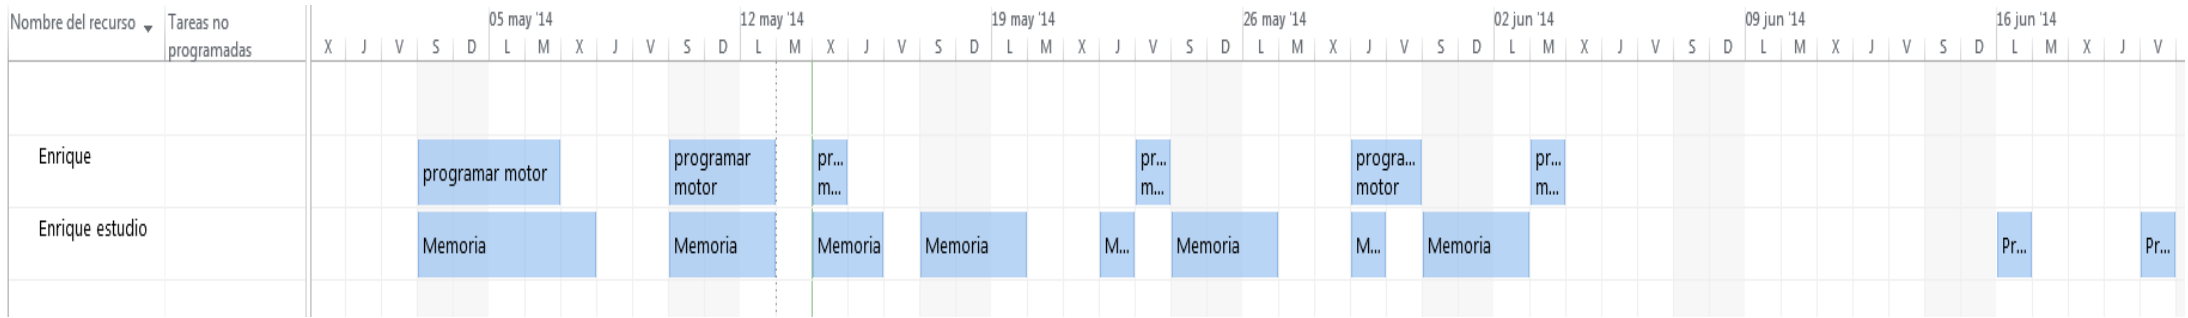 Nombre del recurso Tareas no programadas
05 may '14 12 may '14 19 may '14 26 may '14 02 jun '14 09 jun '14 16 jun '14
X J V S D L M X J V S D L M X J V S D L M X J V S D L M X J V S D L M X J V S D L M X J V S D L M X J V
Enrique
programar motor
programar
motor
pr...
m...
pr...
m...
progra...
motor
pr...
m...
Enrique estudio
Memoria
Memoria
Memoria
Memoria
M...
Memoria
M...
Memoria
Pr...
Pr...